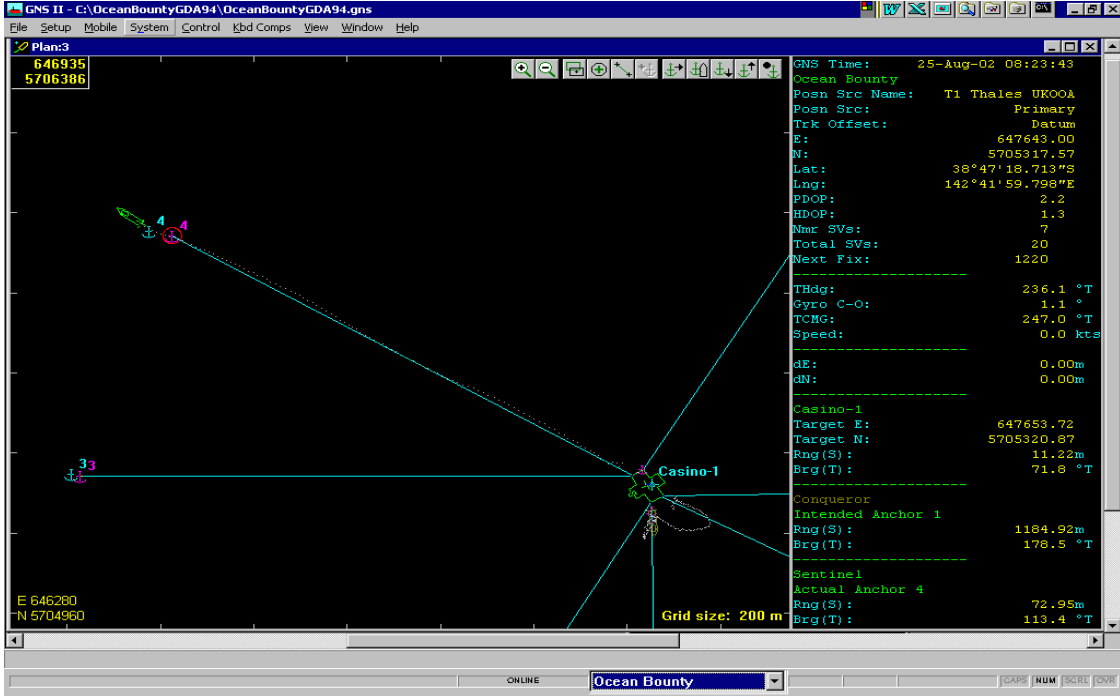 GNS II - C:\OceanBountyGDA94\OceanBountyGDA94.gns
File Setup Mobile System Control Kbd Comps View Window Help
Plan:3
646935
5706386
4 4
33
Casino-1
E 646280
N 5704960
Grid size: 200 m
GNS Time: 25-Aug-02 08:23:43
Ocean Bounty
Posn Src Name: T1 Thales UKOOA
Posn Src: Primary
Trk Offset: Datum
E: 647643.00
N: 5705317.57
Lat: 38°47'18.713"S
Lng: 142°41'59.798"E
PDOP: 2.2
HDOP: 1.3
Nmr SVs: 7
Total SVs: 20
Next Fix: 1220
THdg: 236.1 °T
Gyro C-O: 1.1 °
TCMG: 247.0 °T
Speed: 0.0 kts
dE: 0.00m
dN: 0.00m
Casino-1
Target E: 647653.72
Target N: 5705320.87
Rng(S): 11.22m
Brg(T): 71.8 °T
Conqueror
Intended Anchor 1
Rng(S): 1184.92m
Brg(T): 178.5 °T
Sentinel
Actual Anchor 4
Rng(S): 72.95m
Brg(T): 113.4 °T
ONLINE Ocean Bounty CAPS NUM SCRL OVR